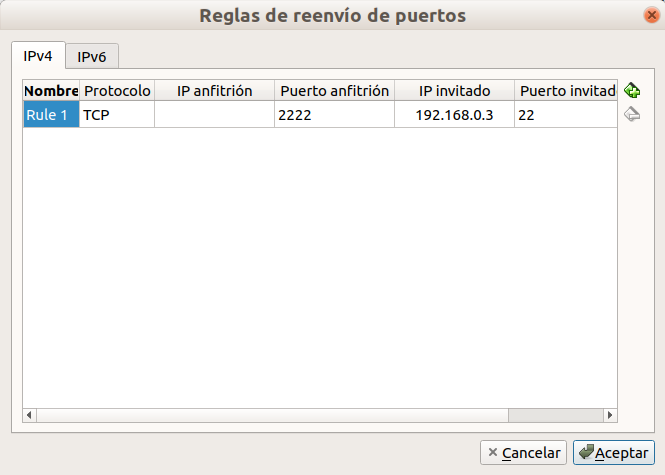 Reglas de reenvío de puertos
IPv4 IPv6
Nombre Protocolo IP anfitrión Puerto anfitrión IP invitado Puerto invitad
Rule 1 TCP 2222 192.168.0.3 22
Cancelar Aceptar